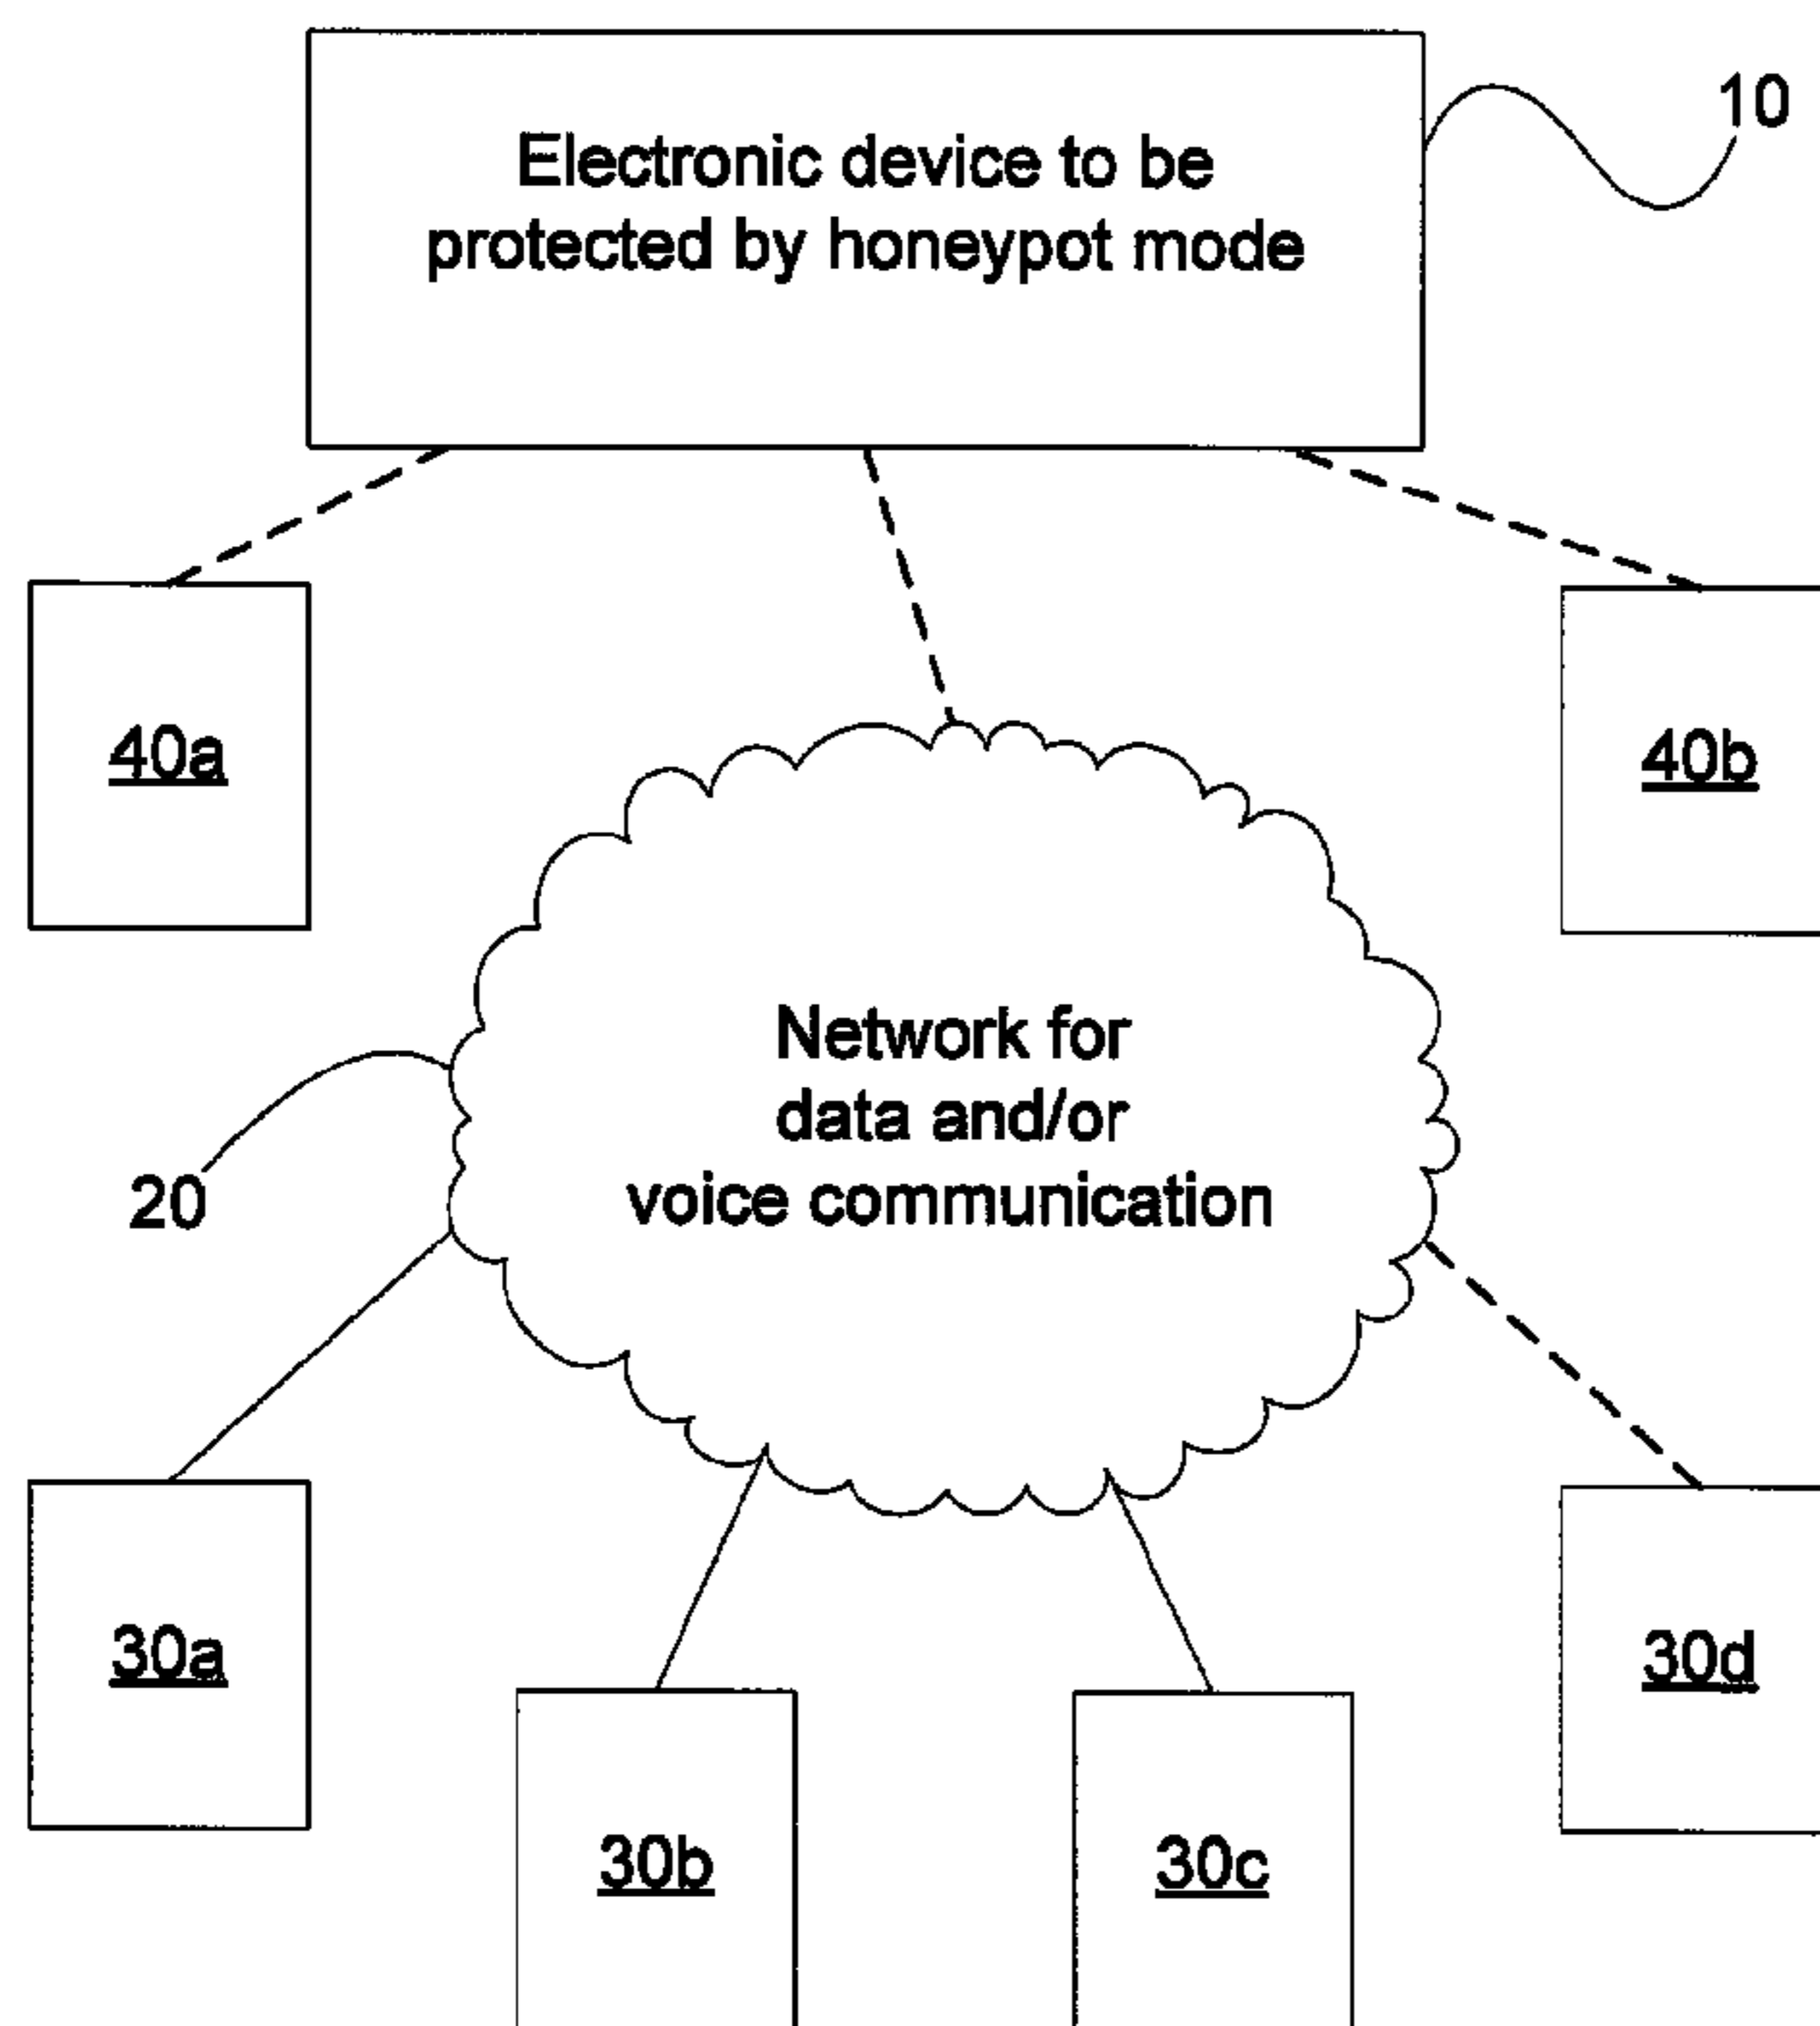 10
Electronic device to be
protected by honeypot mode
40a
40b
Network for
data and/or
voice communication
20
30a
30d
30b
30c